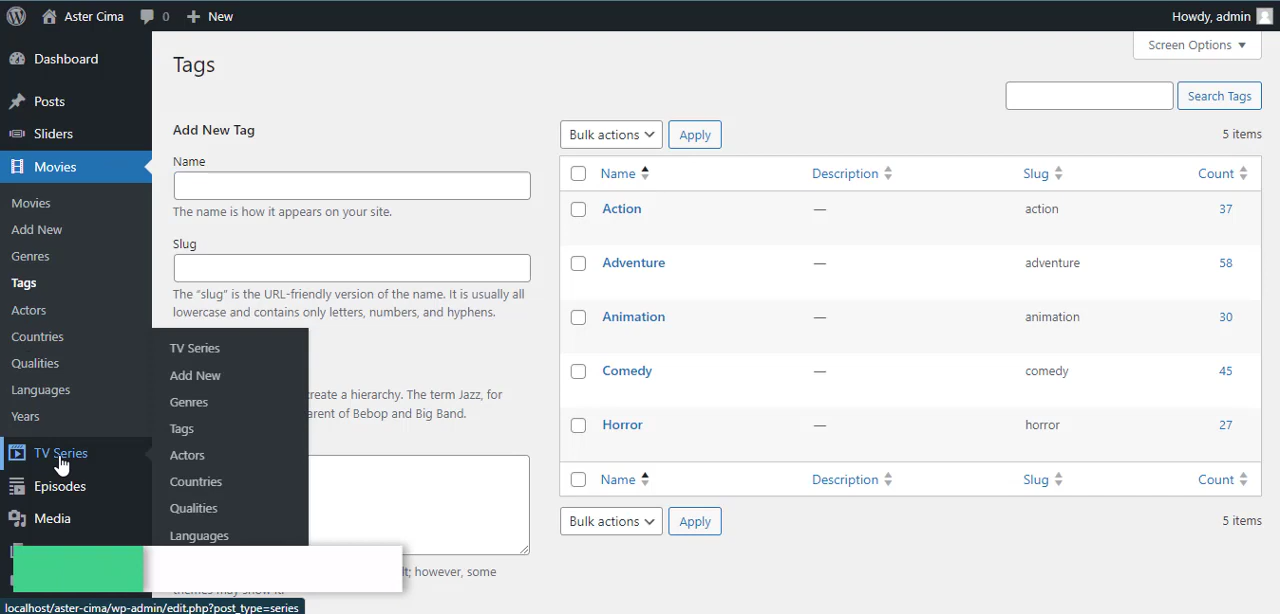 Aster Cima 0 + New Howdy, admin
Dashboard
Posts
Sliders
Movies
Movies
Add New
Genres
Tags
Actors
Countries
Qualities
Languages
Years
TV Series
Episodes
Media
TV Series
Add New
Genres
Tags
Actors
Countries
Qualities
Languages
Screen Options
Tags
Search Tags
Add New Tag
Name
The name is how it appears on your site.
Slug
The “slug” is the URL-friendly version of the name. It is usually all
lowercase and contains only letters, numbers, and hyphens.
create a hierarchy. The term Jazz, for
arent of Bebop and Big Band.
lt; however, some
Bulk actions Apply 5 items
Name Description Slug Count
Action — action 37
Adventure — adventure 58
Animation — animation 30
Comedy — comedy 45
Horror — horror 27
Name Description Slug Count
Bulk actions Apply 5 items
localhost/aster-cima/wp-admin/edit.php?post_type=series